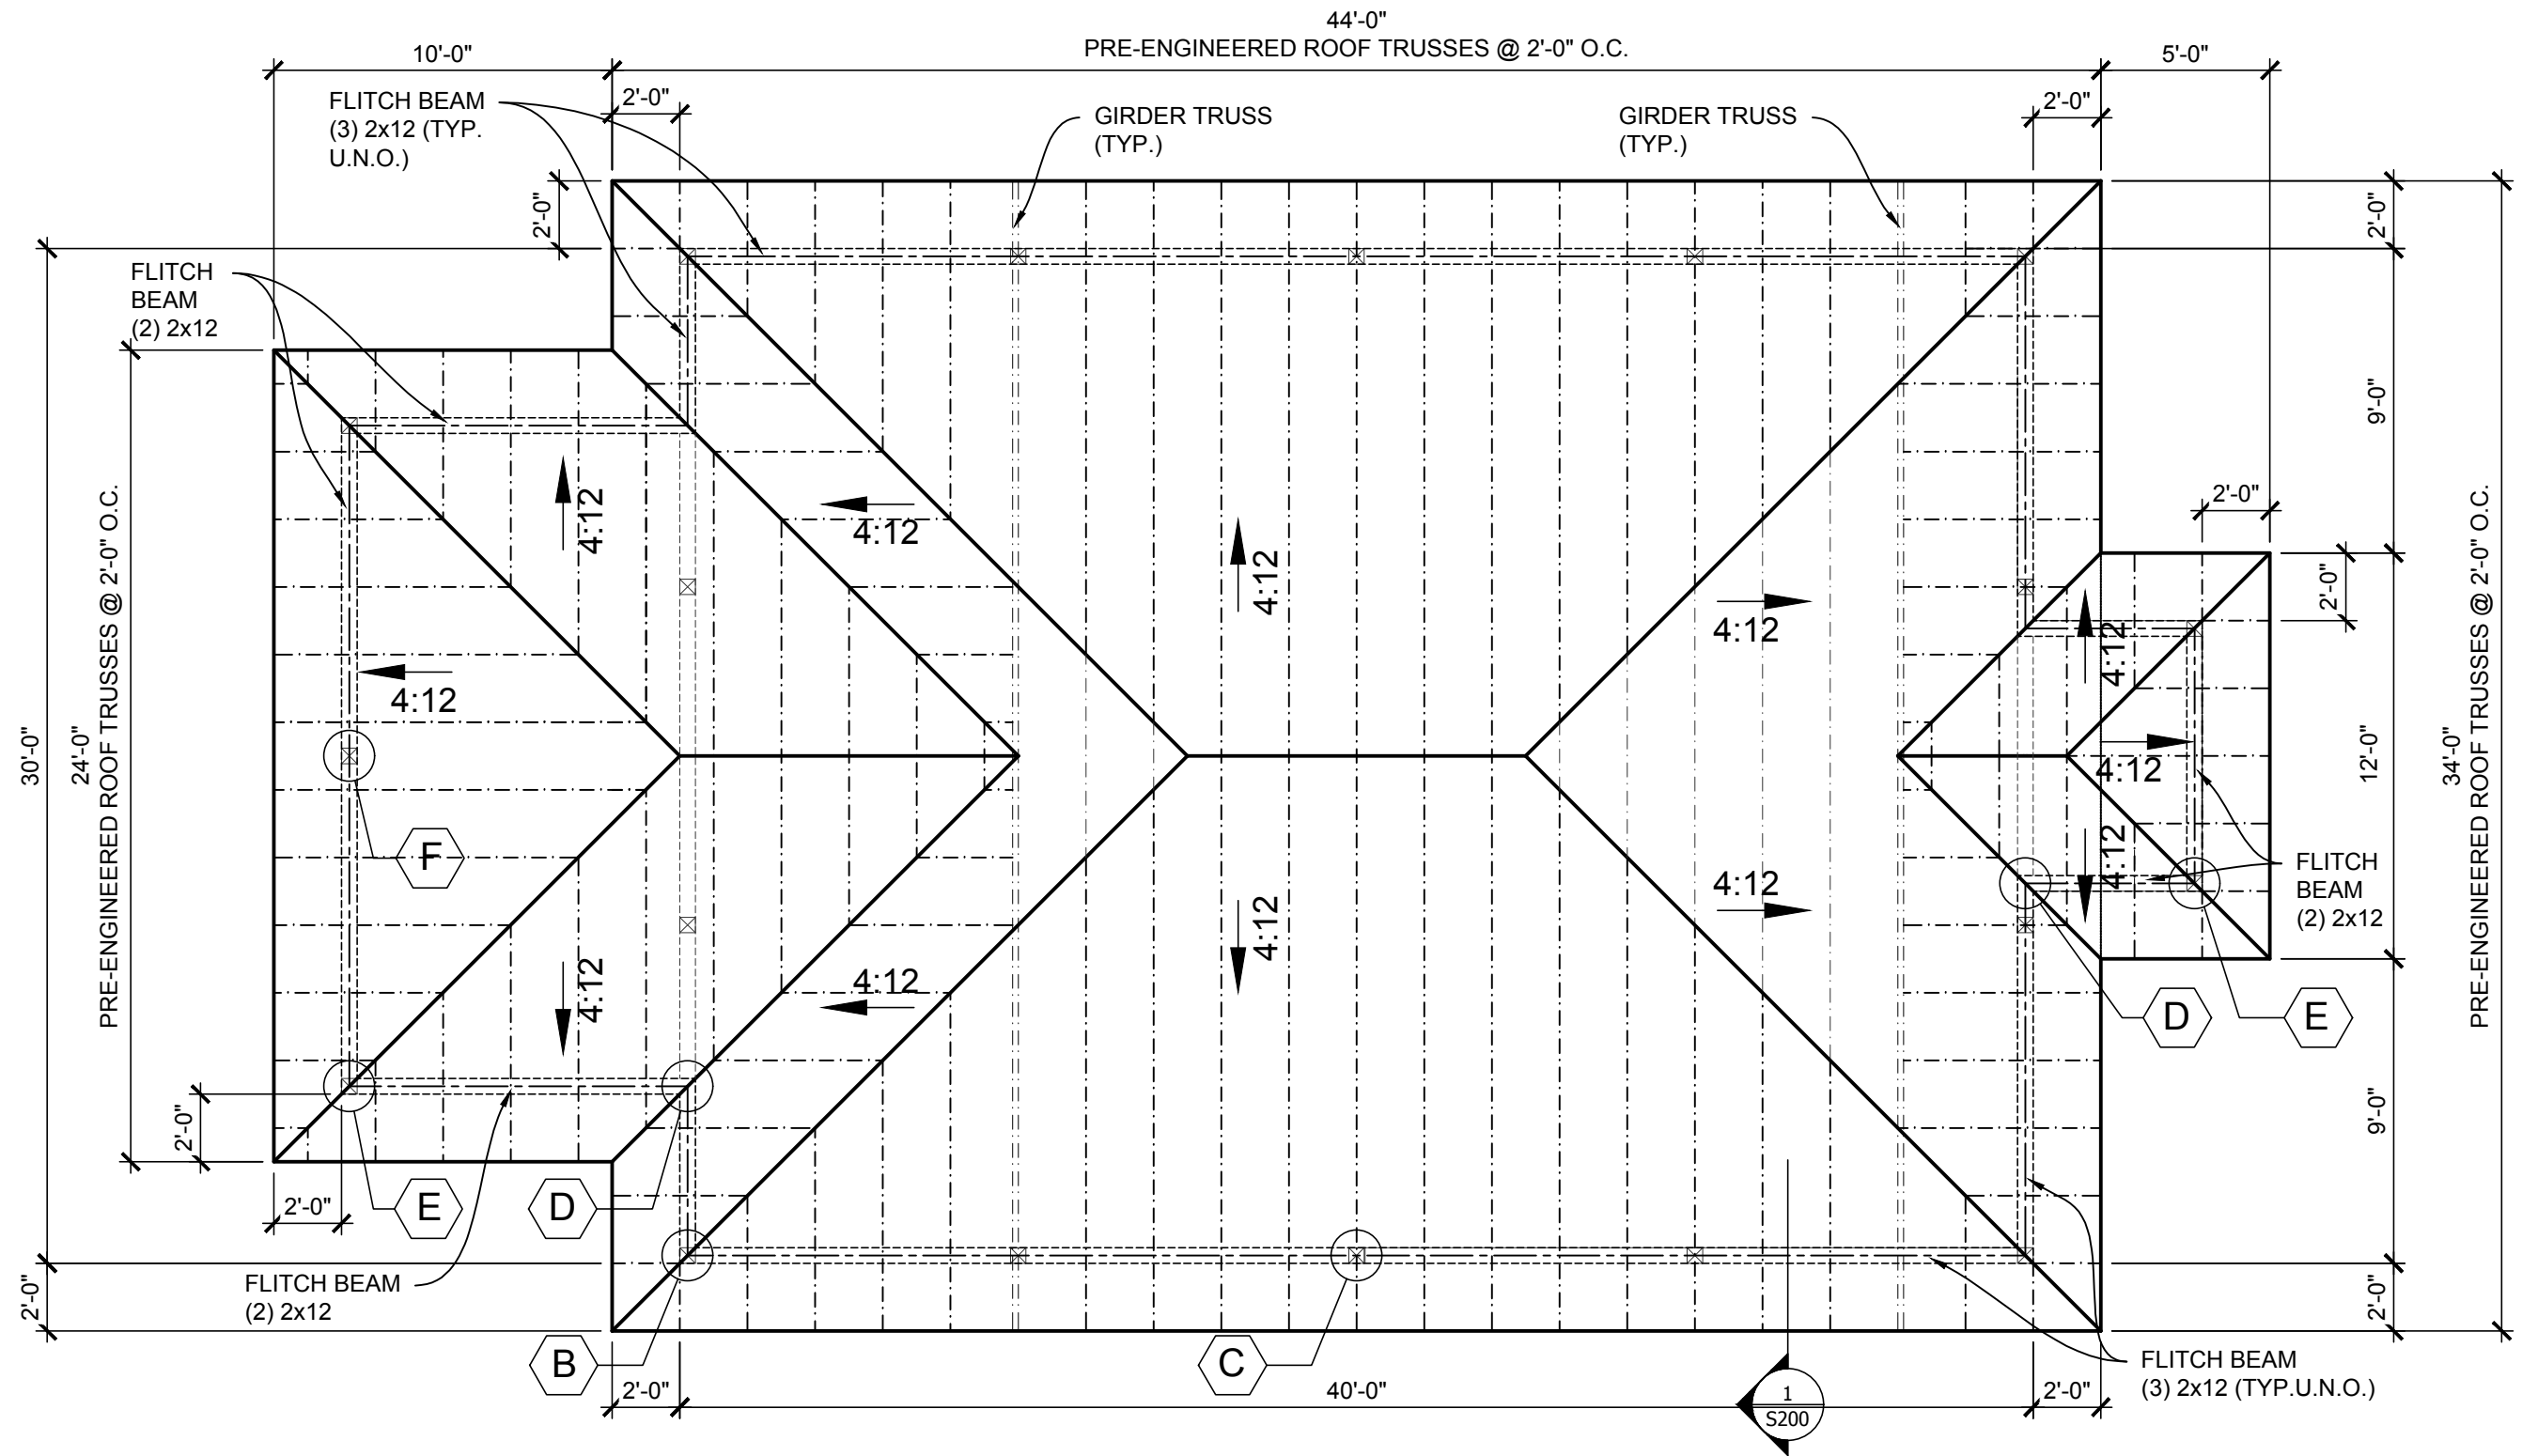 44'-0"
PRE-ENGINEERED ROOF TRUSSES @ 2'-0" O.C.
10'-0"
5'-0"
FLITCH BEAM
(3) 2x12 (TYP.
U.N.O.)
2'-0"
GIRDER TRUSS
(TYP.)
GIRDER TRUSS
(TYP.)
2'-0"
2'-0"
2'-0"
FLITCH
BEAM
(2) 2x12
9'-0"
4:12
4:12
4:12
2'-0"
2'-0"
4:12
4:12
4:12
4:12
30'-0"
24'-0"
PRE-ENGINEERED ROOF TRUSSES @ 2'-0" O.C.
4:12
12'-0"
34'-0"
PRE-ENGINEERED ROOF TRUSSES @ 2'-0" O.C.
F
4:12
4:12
4:12
FLITCH
BEAM
(2) 2x12
4:12
4:12
D
E
2'-0"
9'-0"
2'-0"
E
D
FLITCH BEAM
(2) 2x12
2'-0"
2'-0"
B
C
FLITCH BEAM
(3) 2x12 (TYP.U.N.O.)
2'-0"
40'-0"
1
S200
2'-0"